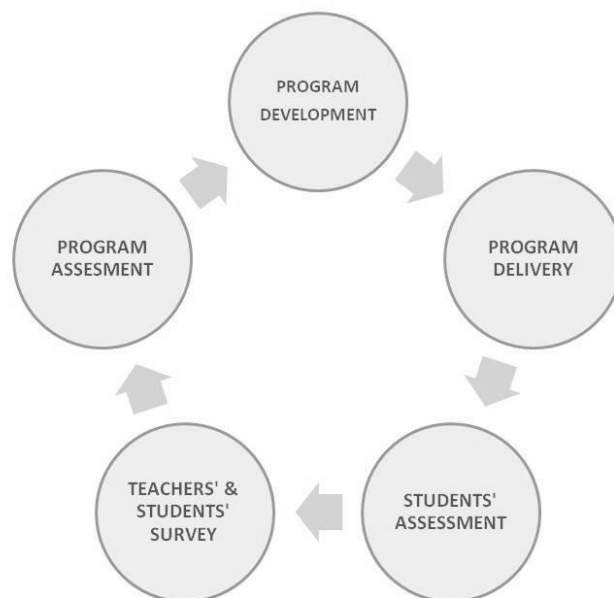 PROGRAM
DEVELOPMENT
PROGRAM
DELIVERY
STUDENTS'
ASSESSMENT
TEACHERS' &
STUDENTS'
SURVEY
PROGRAM
ASSESMENT